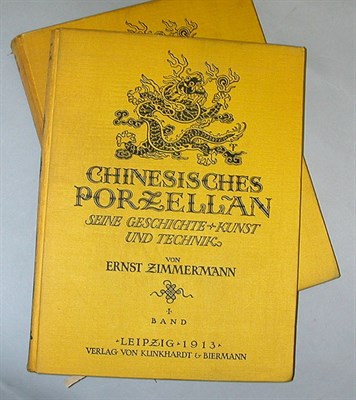 CHINESISCHES
PORZELLAN
SEINE GESCHICHTE + KUNST
UND TECHNIK
VON
ERNST ZIMMERMANN
I
BAND
LEIPZIG 1913
VERLAG VON KLINKHARDT & BIERMANN